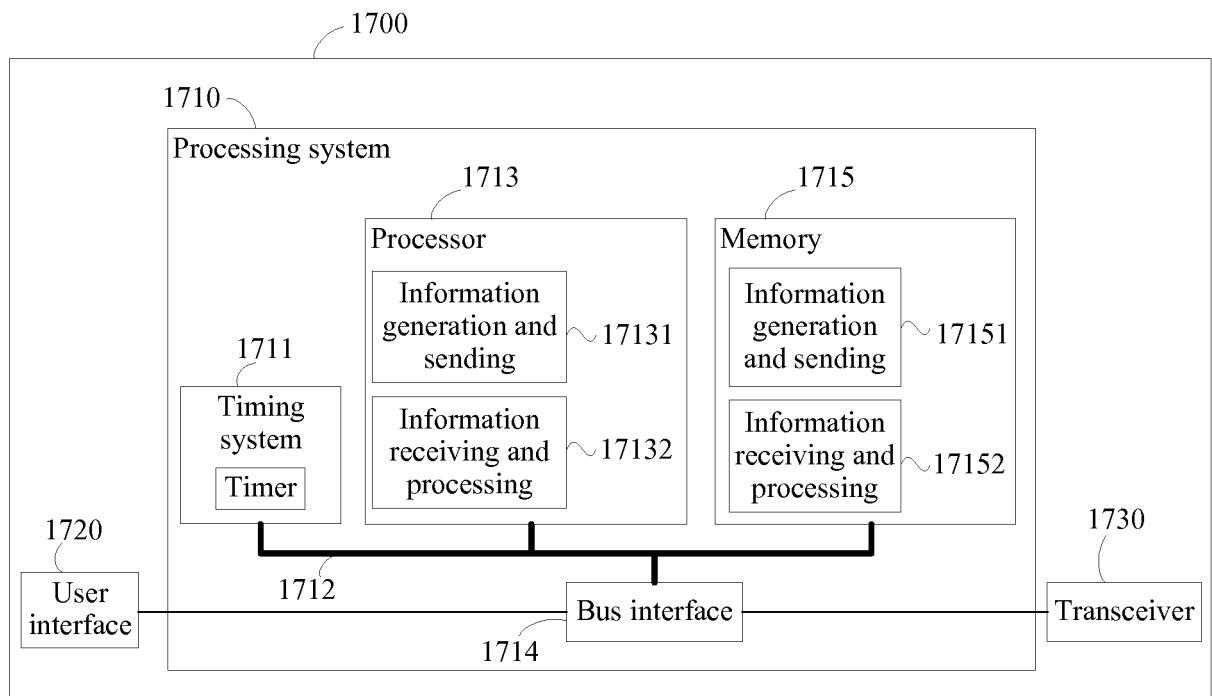 1700
1710
Processing system
1713
1715
Processor
Memory
Information
generation and
sending
17131
Information
generation
and sending
17151
1711
Timing
system
Timer
Information
receiving and
processing
17132
Information
receiving and
processing
17152
1720
User
interface
1712
1714
Bus interface
1730
Transceiver